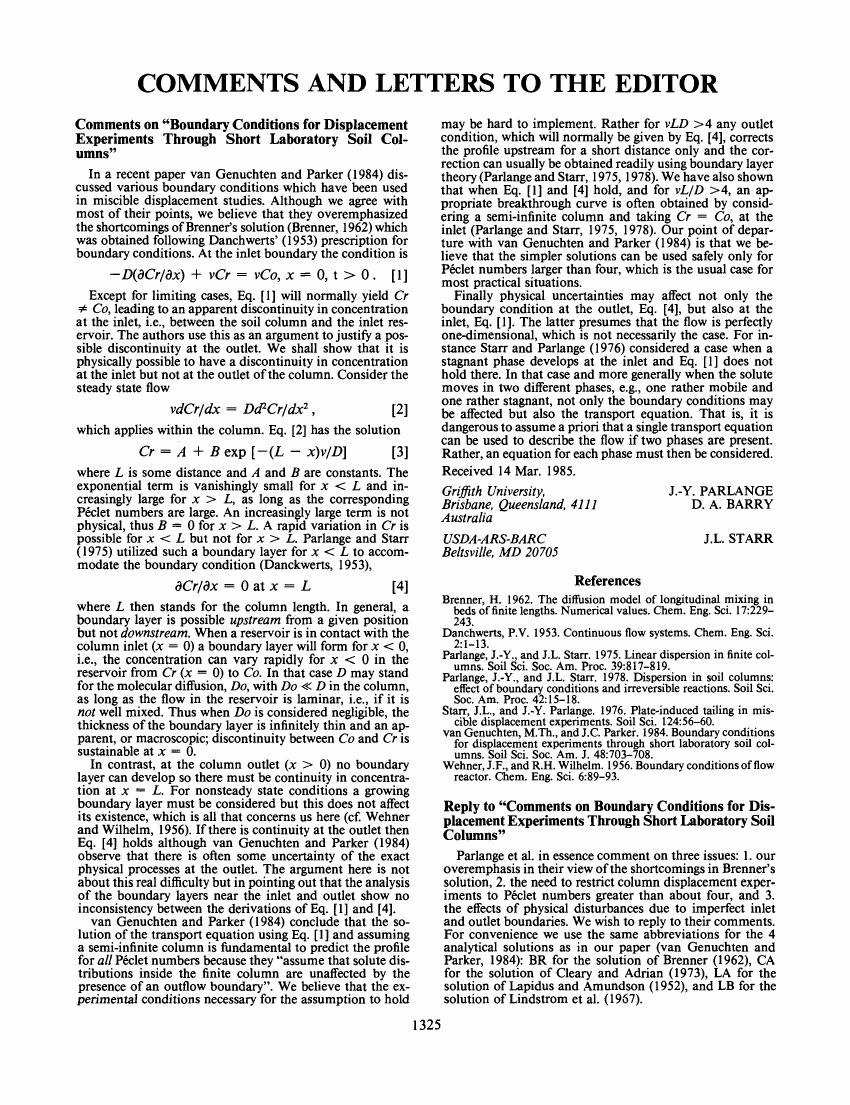 COMMENTS AND LETTERS TO THE EDITOR
Comments on “Boundary Conditions for Displacement
Experiments Through Short Laboratory Soil Col-
umns”
In a recent paper van Genuchten and Parker (1984) dis-
cussed various boundary conditions which have been used
in miscible displacement studies. Although we agree with
most of their points, we believe that they overemphasized
the shortcomings of Brenner's solution (Brenner, 1962) which
was obtained following Danchwerts' (1953) prescription for
boundary conditions. At the inlet boundary the condition is
−D(∂Cr/∂x) + vCr = vCo, x = 0, t > 0. [1]
Except for limiting cases, Eq. [1] will normally yield Cr
≠ Co, leading to an apparent discontinuity in concentration
at the inlet, i.e., between the soil column and the inlet res-
ervoir. The authors use this as an argument to justify a pos-
sible discontinuity at the outlet. We shall show that it is
physically possible to have a discontinuity in concentration
at the inlet but not at the outlet of the column. Consider the
steady state flow
vdCr/dx = Dd²Cr/dx², [2]
which applies within the column. Eq. [2] has the solution
Cr = A + B exp [−(L − x)v/D] [3]
where L is some distance and A and B are constants. The
exponential term is vanishingly small for x < L and in-
creasingly large for x > L, as long as the corresponding
Péclet numbers are large. An increasingly large term is not
physical, thus B = 0 for x > L. A rapid variation in Cr is
possible for x < L but not for x > L. Parlange and Starr
(1975) utilized such a boundary layer for x < L to accom-
modate the boundary condition (Danckwerts, 1953),
∂Cr/∂x = 0 at x = L [4]
where L then stands for the column length. In general, a
boundary layer is possible upstream from a given position
but not downstream. When a reservoir is in contact with the
column inlet (x = 0) a boundary layer will form for x < 0,
i.e., the concentration can vary rapidly for x < 0 in the
reservoir from Cr (x = 0) to Co. In that case D may stand
for the molecular diffusion, Do, with Do ≪ D in the column,
as long as the flow in the reservoir is laminar, i.e., if it is
not well mixed. Thus when Do is considered negligible, the
thickness of the boundary layer is infinitely thin and an ap-
parent, or macroscopic; discontinuity between Co and Cr is
sustainable at x = 0.
In contrast, at the column outlet (x > 0) no boundary
layer can develop so there must be continuity in concentra-
tion at x = L. For nonsteady state conditions a growing
boundary layer must be considered but this does not affect
its existence, which is all that concerns us here (cf. Wehner
and Wilhelm, 1956). If there is continuity at the outlet then
Eq. [4] holds although van Genuchten and Parker (1984)
observe that there is often some uncertainty of the exact
physical processes at the outlet. The argument here is not
about this real difficulty but in pointing out that the analysis
of the boundary layers near the inlet and outlet show no
inconsistency between the derivations of Eq. [1] and [4].
van Genuchten and Parker (1984) conclude that the so-
lution of the transport equation using Eq. [1] and assuming
a semi-infinite column is fundamental to predict the profile
for all Péclet numbers because they “assume that solute dis-
tributions inside the finite column are unaffected by the
presence of an outflow boundary”. We believe that the ex-
perimental conditions necessary for the assumption to hold
may be hard to implement. Rather for vLD >4 any outlet
condition, which will normally be given by Eq. [4], corrects
the profile upstream for a short distance only and the cor-
rection can usually be obtained readily using boundary layer
theory (Parlange and Starr, 1975, 1978). We have also shown
that when Eq. [1] and [4] hold, and for vL/D >4, an ap-
propriate breakthrough curve is often obtained by consid-
ering a semi-infinite column and taking Cr = Co, at the
inlet (Parlange and Starr, 1975, 1978). Our point of depar-
ture with van Genuchten and Parker (1984) is that we be-
lieve that the simpler solutions can be used safely only for
Péclet numbers larger than four, which is the usual case for
most practical situations.
Finally physical uncertainties may affect not only the
boundary condition at the outlet, Eq. [4], but also at the
inlet, Eq. [1]. The latter presumes that the flow is perfectly
one-dimensional, which is not necessarily the case. For in-
stance Starr and Parlange (1976) considered a case when a
stagnant phase develops at the inlet and Eq. [1] does not
hold there. In that case and more generally when the solute
moves in two different phases, e.g., one rather mobile and
one rather stagnant, not only the boundary conditions may
be affected but also the transport equation. That is, it is
dangerous to assume a priori that a single transport equation
can be used to describe the flow if two phases are present.
Rather, an equation for each phase must then be considered.
Received 14 Mar. 1985.
Griffith University, J.-Y. PARLANGE
Brisbane, Queensland, 4111 D. A. BARRY
Australia
USDA-ARS-BARC J.L. STARR
Beltsville, MD 20705
References
Brenner, H. 1962. The diffusion model of longitudinal mixing in
beds of finite lengths. Numerical values. Chem. Eng. Sci. 17:229–
243.
Danchwerts, P.V. 1953. Continuous flow systems. Chem. Eng. Sci.
2:1–13.
Parlange, J.-Y., and J.L. Starr. 1975. Linear dispersion in finite col-
umns. Soil Sci. Soc. Am. Proc. 39:817–819.
Parlange, J.-Y., and J.L. Starr. 1978. Dispersion in soil columns:
effect of boundary conditions and irreversible reactions. Soil Sci.
Soc. Am. Proc. 42:15–18.
Starr, J.L., and J.-Y. Parlange. 1976. Plate-induced tailing in mis-
cible displacement experiments. Soil Sci. 124:56–60.
van Genuchten, M.Th., and J.C. Parker. 1984. Boundary conditions
for displacement experiments through short laboratory soil col-
umns. Soil Sci. Soc. Am. J. 48:703–708.
Wehner, J.F., and R.H. Wilhelm. 1956. Boundary conditions of flow
reactor. Chem. Eng. Sci. 6:89–93.
Reply to “Comments on Boundary Conditions for Dis-
placement Experiments Through Short Laboratory Soil
Columns”
Parlange et al. in essence comment on three issues: 1. our
overemphasis in their view of the shortcomings in Brenner's
solution, 2. the need to restrict column displacement exper-
iments to Péclet numbers greater than about four, and 3.
the effects of physical disturbances due to imperfect inlet
and outlet boundaries. We wish to reply to their comments.
For convenience we use the same abbreviations for the 4
analytical solutions as in our paper (van Genuchten and
Parker, 1984): BR for the solution of Brenner (1962), CA
for the solution of Cleary and Adrian (1973), LA for the
solution of Lapidus and Amundson (1952), and LB for the
solution of Lindstrom et al. (1967).
1325